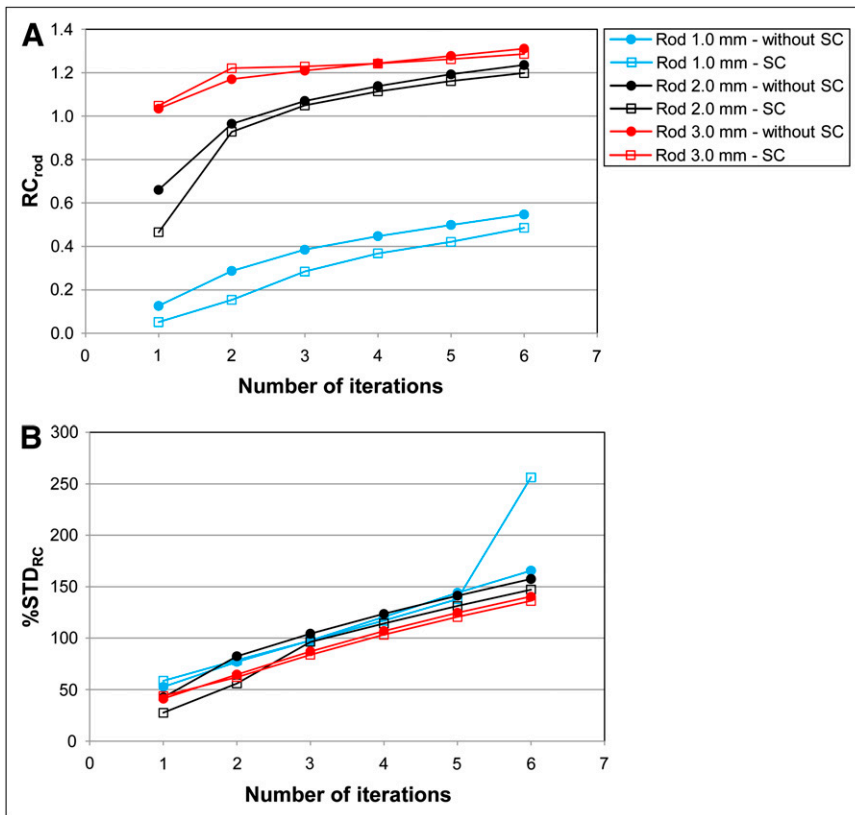 A
1.4
1.2
1.0
0.8
0.6
0.4
0.2
0.0
RCrod
0 1 2 3 4 5 6 7
Number of iterations
Rod 1.0 mm - without SC
Rod 1.0 mm - SC
Rod 2.0 mm - without SC
Rod 2.0 mm - SC
Rod 3.0 mm - without SC
Rod 3.0 mm - SC
B
300
250
200
150
100
50
0
%STDRC
0 1 2 3 4 5 6 7
Number of iterations